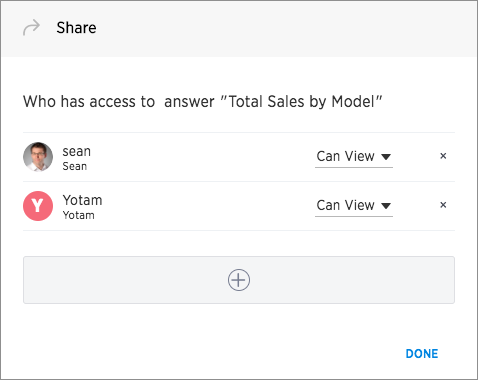 Share
Who has access to answer "Total Sales by Model"
sean
Sean
Can View
×
Y
Yotam
Yotam
Can View
×
DONE